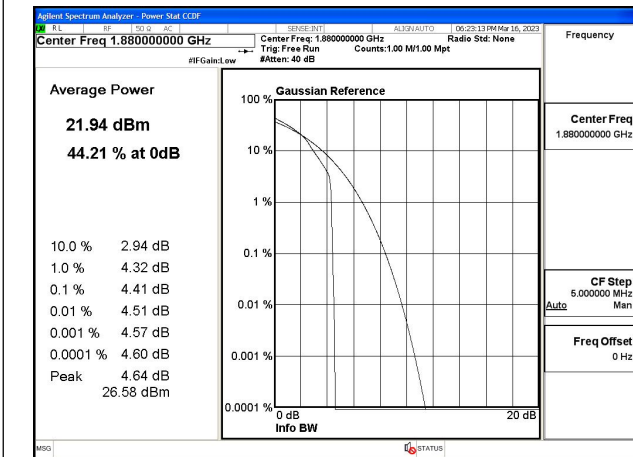 Agilent Spectrum Analyzer - Power Stat CCDF
LXI RL RF 50 Ω AC SENSE:INT ALIGN AUTO 06:23:13 PM Mar 16, 2023
Center Freq 1.880000000 GHz
Center Freq: 1.880000000 GHz Radio Std: None
Trig: Free Run Counts:1.00 M/1.00 Mpt
#IFGain:Low #Atten: 40 dB
Frequency
Average Power
21.94 dBm
44.21 % at 0dB
10.0 % 2.94 dB
1.0 % 4.32 dB
0.1 % 4.41 dB
0.01 % 4.51 dB
0.001 % 4.57 dB
0.0001 % 4.60 dB
Peak 4.64 dB
26.58 dBm
Gaussian Reference
100 %
10 %
1 %
0.1 %
0.01 %
0.001 %
0.0001 %
0 dB 20 dB
Info BW
Center Freq
1.880000000 GHz
CF Step
5.000000 MHz
Auto Man
Freq Offset
0 Hz
MSG STATUS